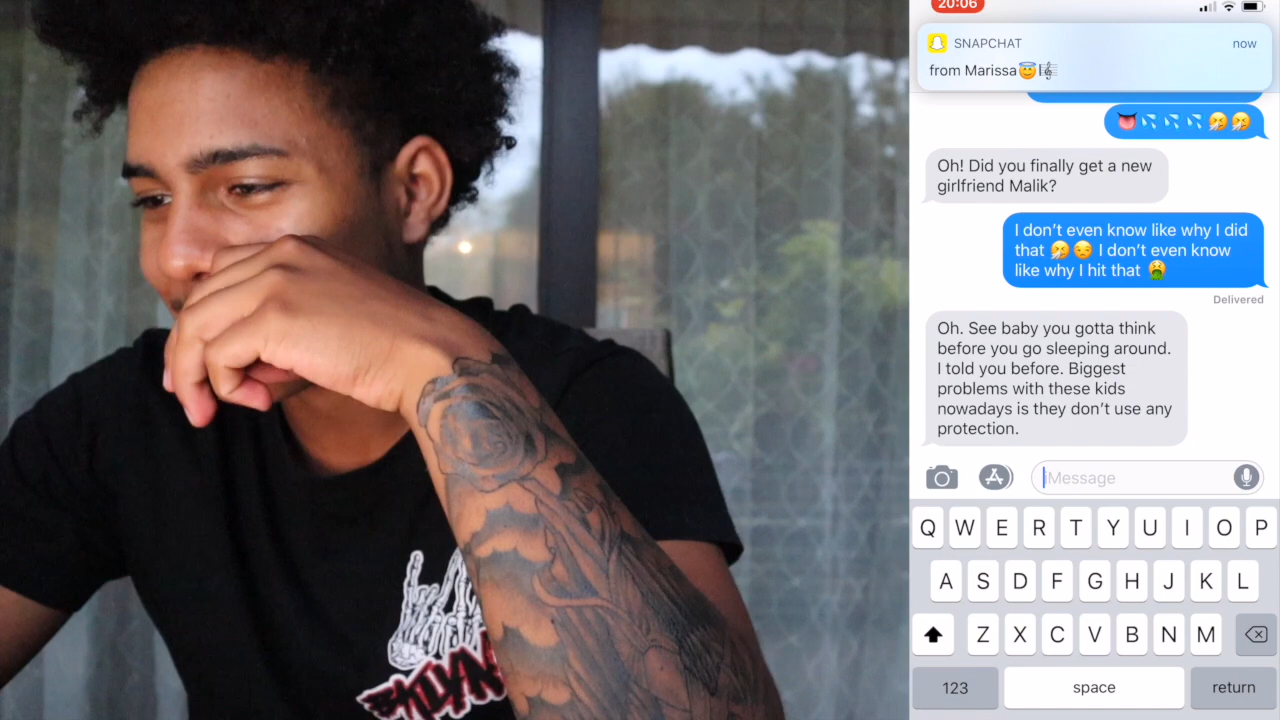 20:06
SNAPCHAT
now
from Marissa😇🎼
👅💦💦💦🤧🤧
Oh! Did you finally get a new
girlfriend Malik?
I don’t even know like why I did
that 🤧😒 I don’t even know
like why I hit that 🤮
Delivered
Oh. See baby you gotta think
before you go sleeping around.
I told you before. Biggest
problems with these kids
nowadays is they don’t use any
protection.
iMessage
Q W E R T Y U I O P
A S D F G H J K L
Z X C V B N M
123 space return
BKLYN